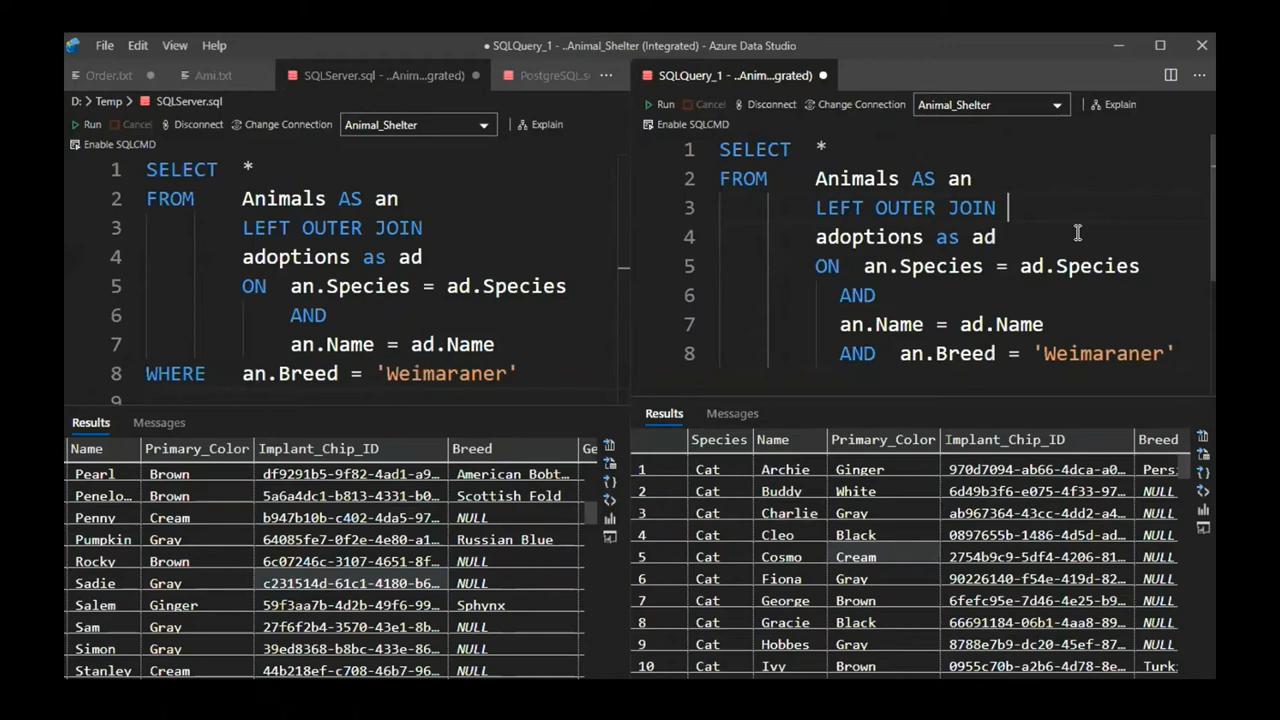 File Edit View Help
● SQLQuery_1 - ..Animal_Shelter (Integrated) - Azure Data Studio
Order.txt ● Ami.txt SQLServer.sql - ..Anim...grated) ● PostgreSQL.s ···
D: > Temp > SQLServer.sql
Run Cancel Disconnect Change Connection Animal_Shelter Explain
Enable SQLCMD
1 SELECT *
2 FROM Animals AS an
3 LEFT OUTER JOIN
4 adoptions as ad
5 ON an.Species = ad.Species
6 AND
7 an.Name = ad.Name
8 WHERE an.Breed = 'Weimaraner'
9
Results Messages
Name Primary_Color Implant_Chip_ID Breed Ge
Pearl Brown df9291b5-9f82-4ad1-a9... American Bobt...
Penelo... Brown 5a6a4dc1-b813-4331-b0... Scottish Fold
Penny Cream b947b10b-c402-4da5-97... NULL
Pumpkin Gray 64085fe7-0f2e-4e80-a1... Russian Blue
Rocky Brown 6c07246c-3107-4651-8f... NULL
Sadie Gray c231514d-61c1-4180-b6... NULL
Salem Ginger 59f3aa7b-4d2b-49f6-99... Sphynx
Sam Gray 27f6f2b4-3570-43e1-8b... NULL
Simon Gray 39ed8368-b8bc-433e-86... NULL
Stanley Cream 44b218ef-c708-46b7-96... NULL
SQLQuery_1 - ..Anim...grated) ● ···
Run Cancel Disconnect Change Connection Animal_Shelter Explain
Enable SQLCMD
1 SELECT *
2 FROM Animals AS an
3 LEFT OUTER JOIN
4 adoptions as ad
5 ON an.Species = ad.Species
6 AND
7 an.Name = ad.Name
8 AND an.Breed = 'Weimaraner'
Results Messages
Species Name Primary_Color Implant_Chip_ID Breed
1 Cat Archie Ginger 970d7094-ab66-4dca-a0... Pers
2 Cat Buddy White 6d49b3f6-e075-4f33-97... NULL
3 Cat Charlie Gray ab967364-43cc-4dd2-a4... NULL
4 Cat Cleo Black 0897655b-1486-4d5d-ad... NULL
5 Cat Cosmo Cream 2754b9c9-5df4-4206-81... NULL
6 Cat Fiona Gray 90226140-f54e-419d-82... NULL
7 Cat George Brown 6fefc95e-7d46-4e25-b9... NULL
8 Cat Gracie Black 66691184-06b1-4aa8-89... NULL
9 Cat Hobbes Gray 8788e7b9-dc20-45ef-87... NULL
10 Cat Ivy Brown 0955c70b-a2b6-4d78-8e... Turk